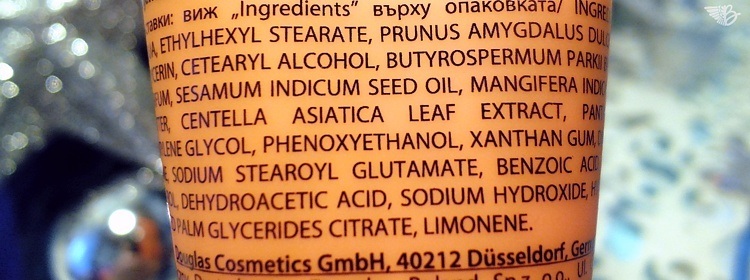 виж „Ingredients” върху опаковката/
ETHYLHEXYL STEARATE, PRUNUS AMYGDALUS
CETEARYL ALCOHOL, BUTYROSPERMUM PARKII
SESAMUM INDICUM SEED OIL, MANGIFERA
CENTELLA ASIATICA LEAF EXTRACT,
GLYCOL, PHENOXYETHANOL, XANTHAN GUM,
SODIUM STEAROYL GLUTAMATE, BENZOIC
DEHYDROACETIC ACID, SODIUM HYDROXIDE,
PALM GLYCERIDES CITRATE, LIMONENE.
Douglas Cosmetics GmbH, 40212 Düsseldorf,